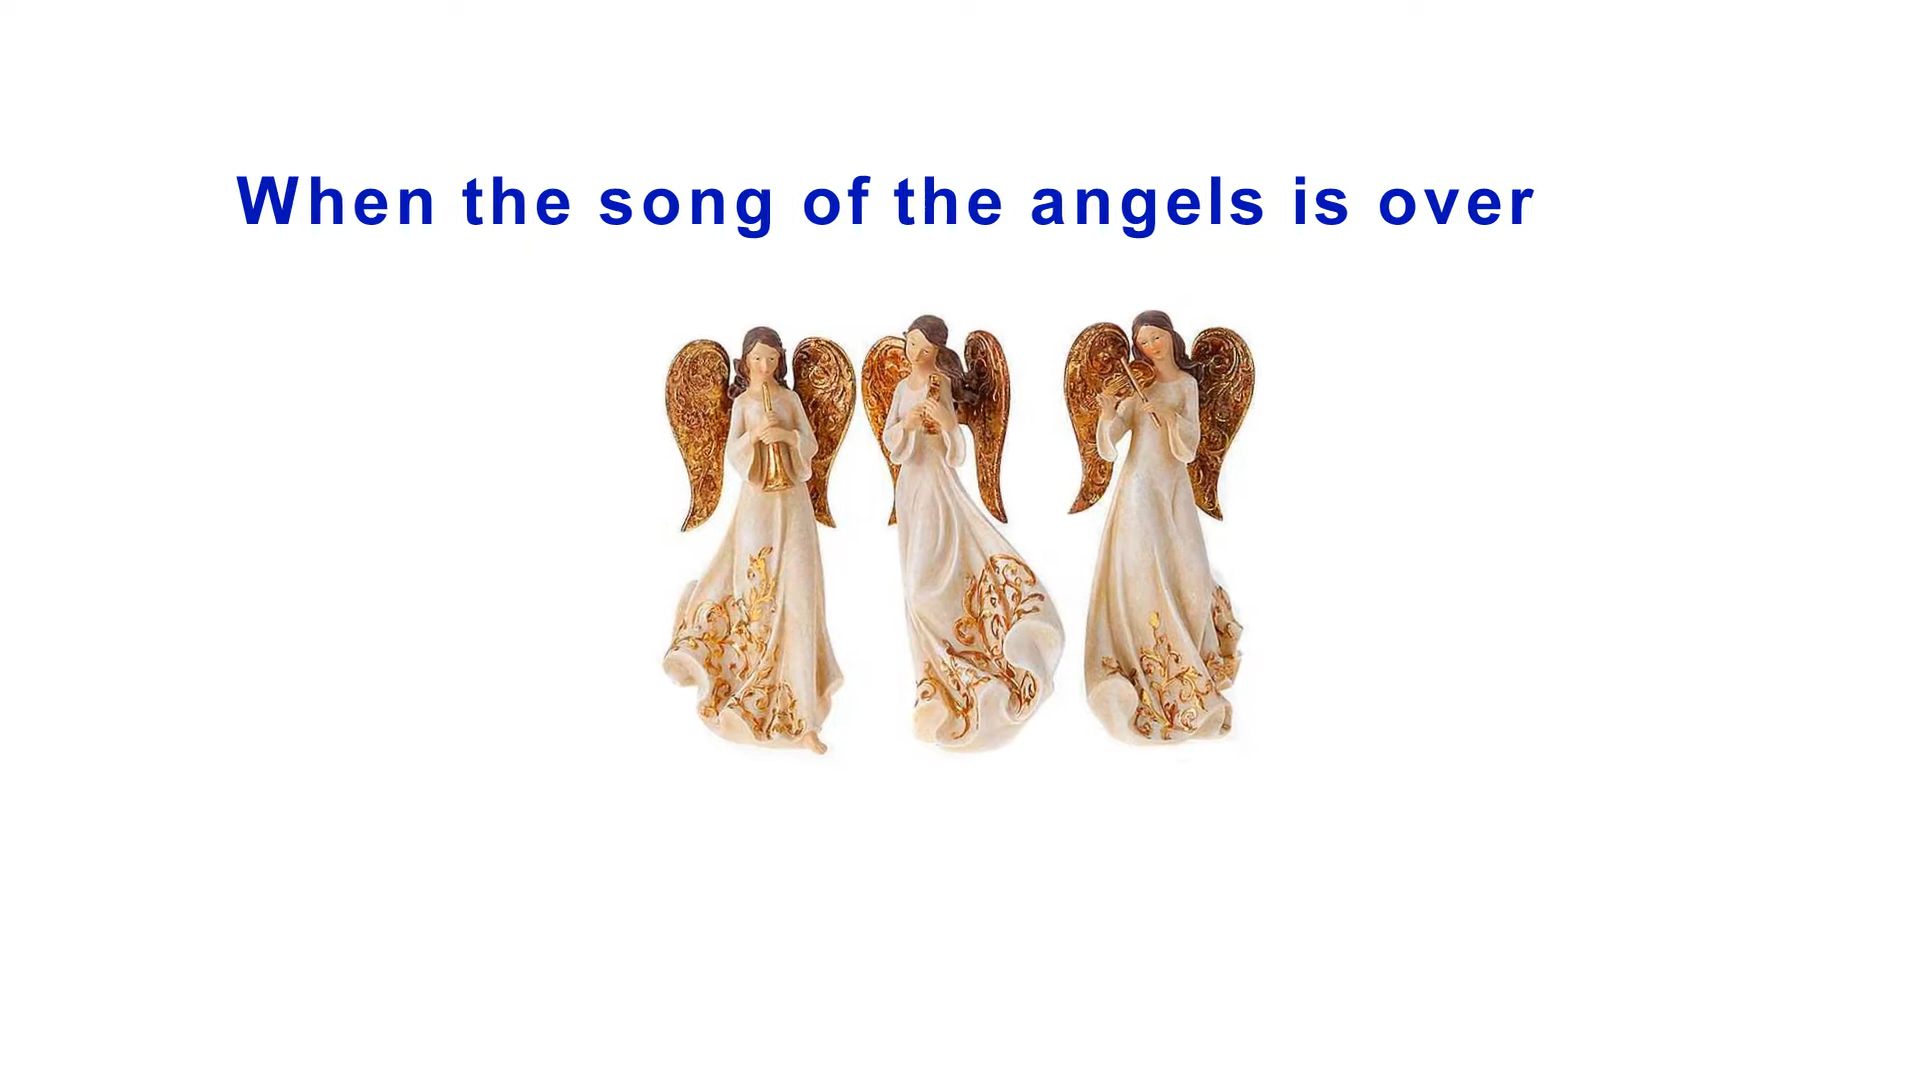 When the song of the angels is over